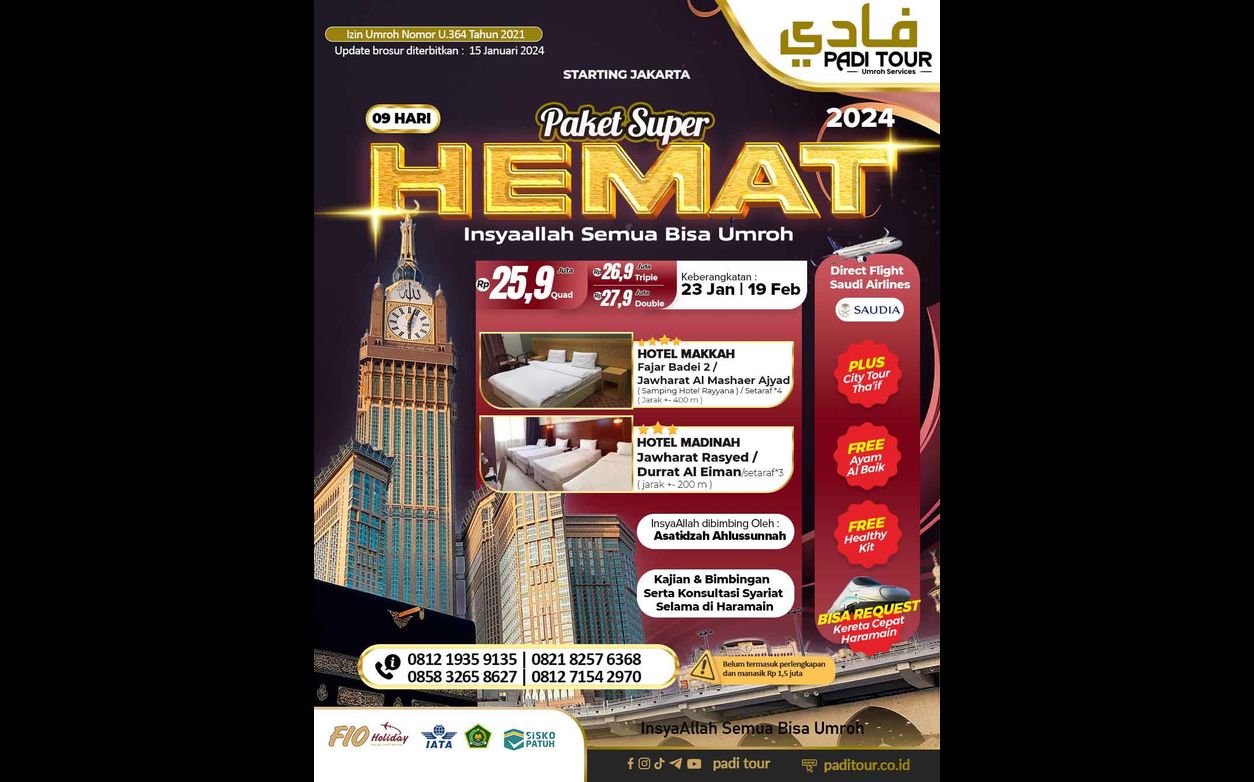 Izin Umroh Nomor U.364 Tahun 2021
Update brosur diterbitkan : 15 Januari 2024
فادي
PADI TOUR
Umroh Services
STARTING JAKARTA
09 HARI
Paket Super
2024
HEMAT
Insyaallah Semua Bisa Umroh
Rp 25,9 Juta Quad
Rp 26,9 Juta Triple
Rp 27,9 Juta Double
Keberangkatan :
23 Jan | 19 Feb
Direct Flight
Saudi Airlines
SAUDIA
HOTEL MAKKAH
Fajar Badei 2 /
Jawharat Al Mashaer Ajyad
( Samping Hotel Rayyana ) / Setaraf *4
( Jarak +- 400 m )
PLUS
City Tour
Tha'if
HOTEL MADINAH
Jawharat Rasyed /
Durrat Al Eiman/setaraf*3
( jarak +- 200 m )
FREE
Ayam
Al Baik
InsyaAllah dibimbing Oleh :
Asatidzah Ahlussunnah
FREE
Healthy
Kit
Kajian & Bimbingan
Serta Konsultasi Syariat
Selama di Haramain
BISA REQUEST
Kereta Cepat
Haramain
0812 1935 9135 | 0821 8257 6368
0858 3265 8627 | 0812 7154 2970
Belum termasuk perlengkapan
dan manasik Rp 1,5 juta
InsyaAllah Semua Bisa Umroh
FIO Holiday
IATA
SISKO
PATUH
padi tour
paditour.co.id